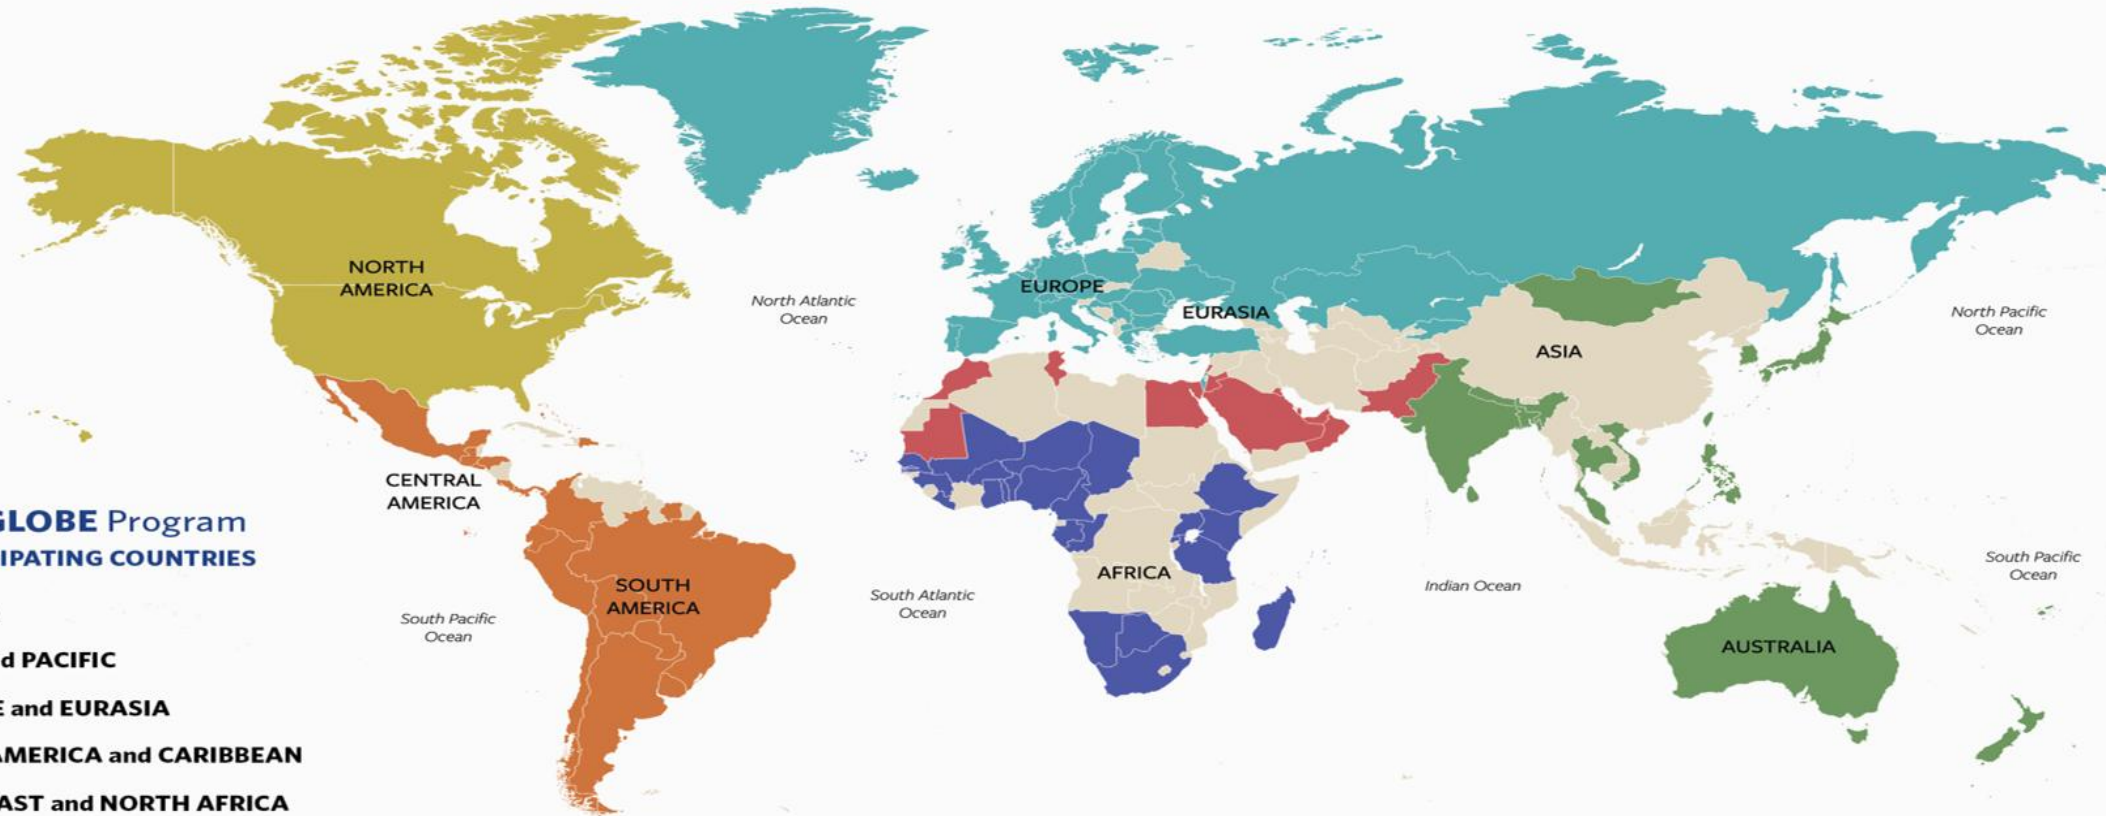 NORTH
AMERICA
North Atlantic
Ocean
EUROPE
EURASIA
ASIA
North Pacific
Ocean
CENTRAL
AMERICA
GLOBE Program
IPATING COUNTRIES
SOUTH
AMERICA
South Pacific
Ocean
South Atlantic
Ocean
AFRICA
Indian Ocean
South Pacific
Ocean
AUSTRALIA
d PACIFIC
E and EURASIA
AMERICA and CARIBBEAN
AST and NORTH AFRICA